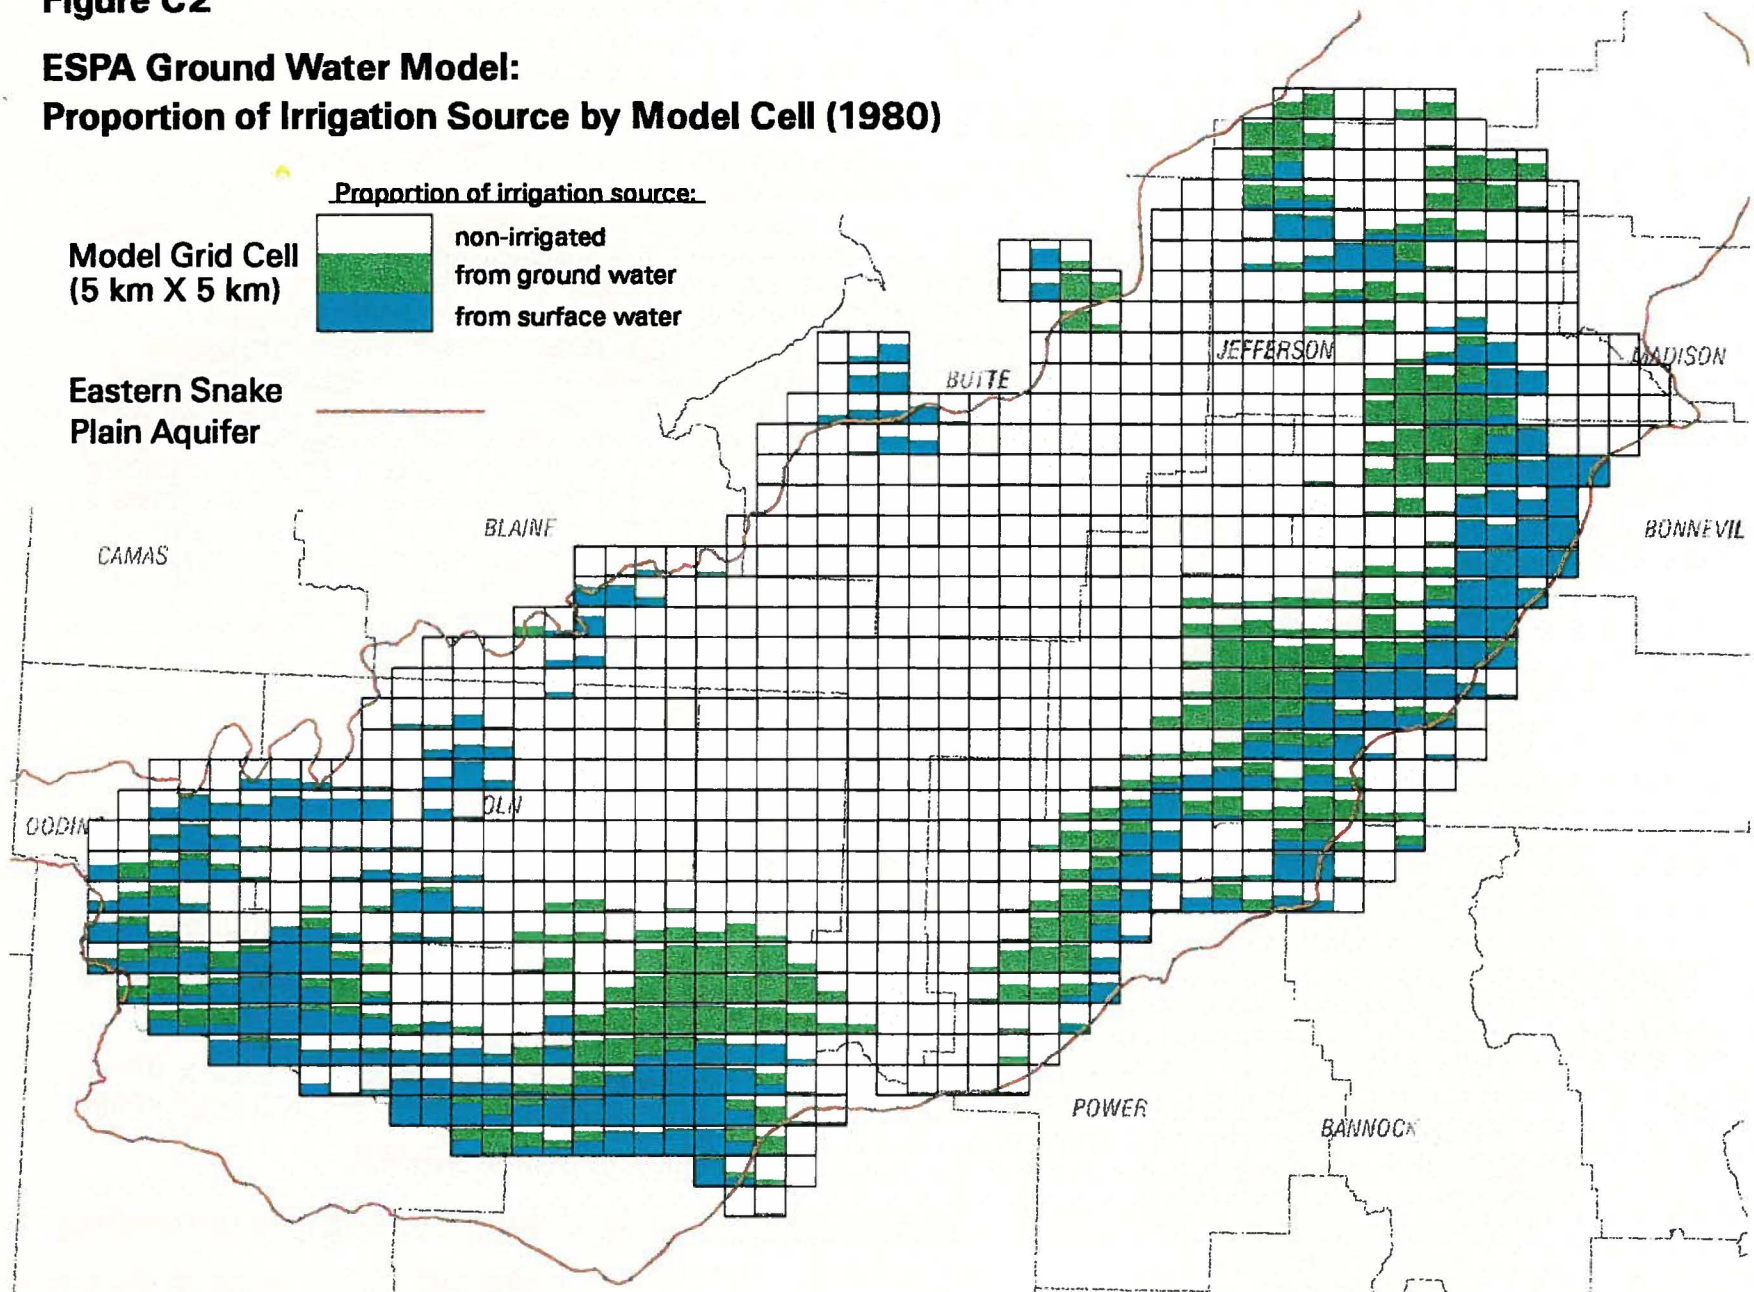 Figure C2
ESPA Ground Water Model:
Proportion of Irrigation Source by Model Cell (1980)
Proportion of irrigation source:
Model Grid Cell
(5 km X 5 km)
non-irrigated
from ground water
from surface water
Eastern Snake
Plain Aquifer
JEFFERSON
MADISON
BUTTE
BLAINE
CAMAS
BONNEVIL
OLN
OODIN
POWER
BANNOCK